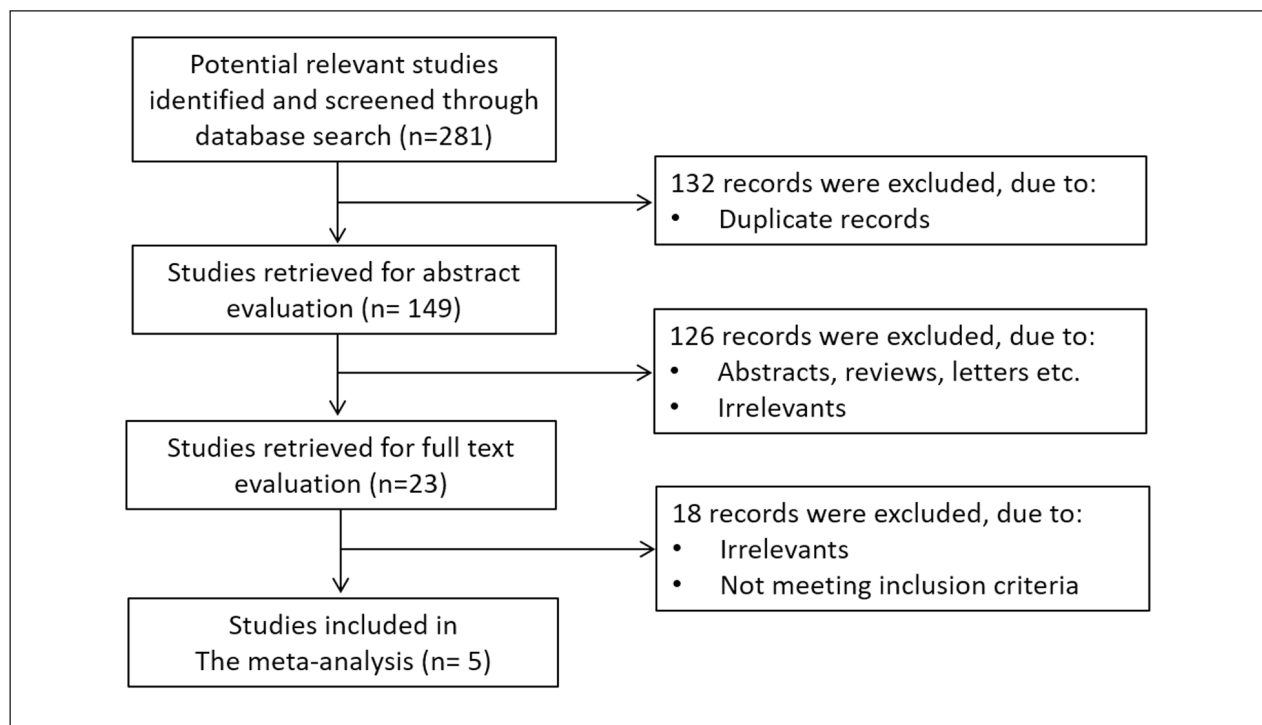 Potential relevant studies
identified and screened through
database search (n=281)
132 records were excluded, due to:
• Duplicate records
Studies retrieved for abstract
evaluation (n= 149)
126 records were excluded, due to:
• Abstracts, reviews, letters etc.
• Irrelevants
Studies retrieved for full text
evaluation (n=23)
18 records were excluded, due to:
• Irrelevants
• Not meeting inclusion criteria
Studies included in
The meta-analysis (n= 5)